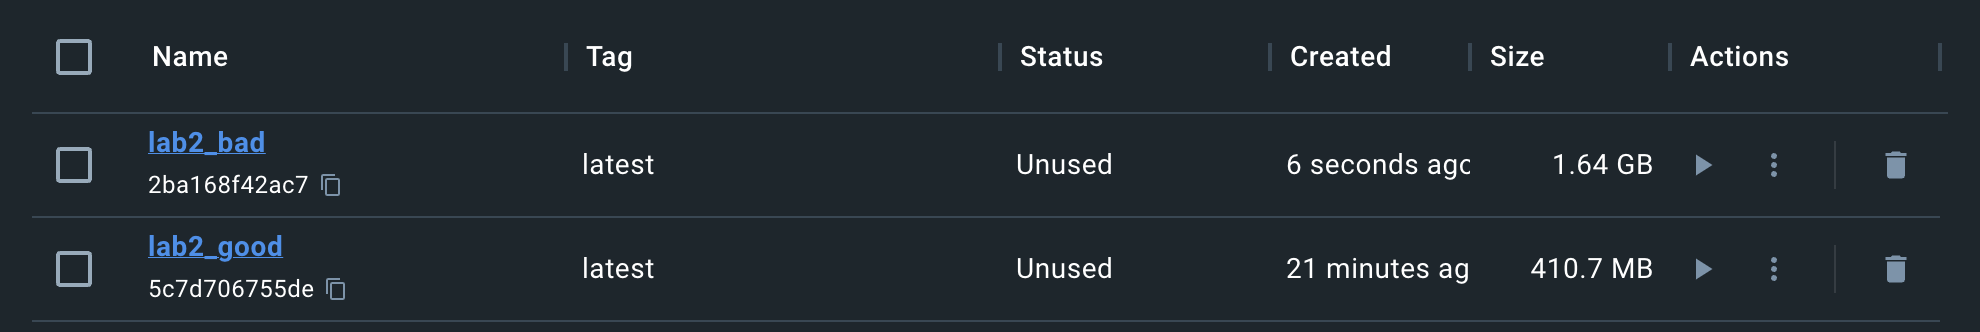 Name Tag Status Created Size Actions
lab2_bad
2ba168f42ac7
latest Unused 6 seconds ago 1.64 GB
lab2_good
5c7d706755de
latest Unused 21 minutes ag 410.7 MB